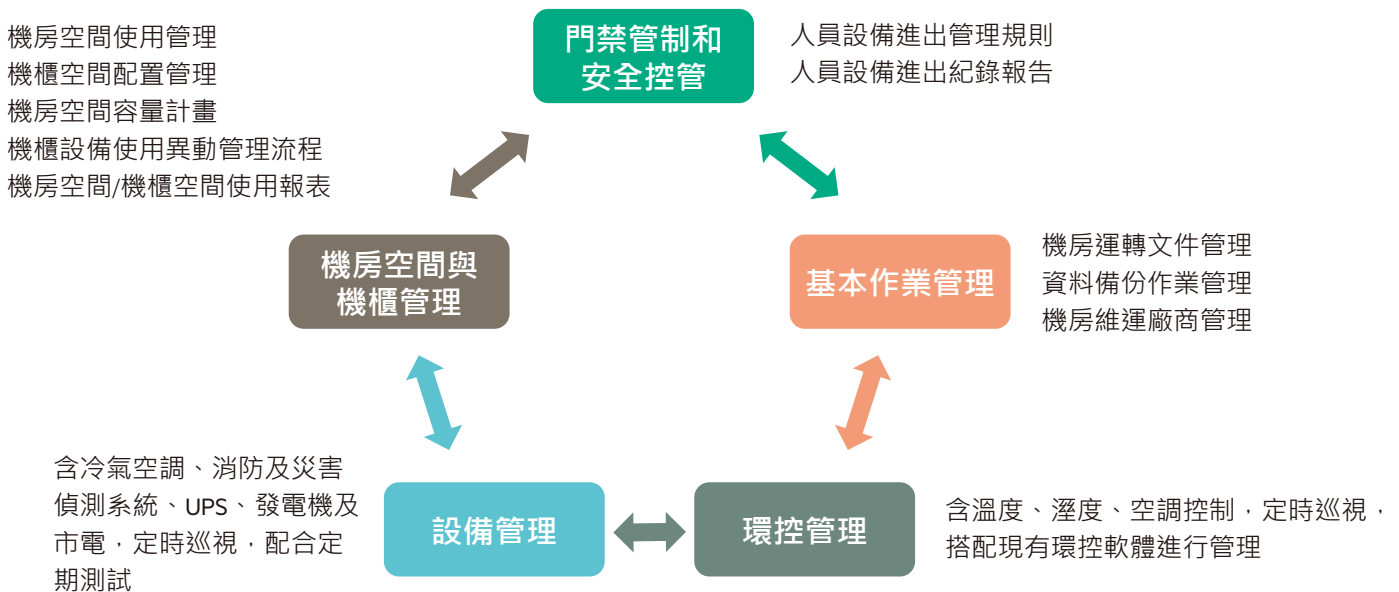 機房空間使用管理
機櫃空間配置管理
機房空間容量計畫
機櫃設備使用異動管理流程
機房空間/機櫃空間使用報表
門禁管制和
安全控管
人員設備進出管理規則
人員設備進出紀錄報告
機房空間與
機櫃管理
基本作業管理
機房運轉文件管理
資料備份作業管理
機房維運廠商管理
含冷氣空調、消防及災害
偵測系統、UPS、發電機及
市電，定時巡視，配合定
期測試
設備管理
環控管理
含溫度、溼度、空調控制，定時巡視，
搭配現有環控軟體進行管理